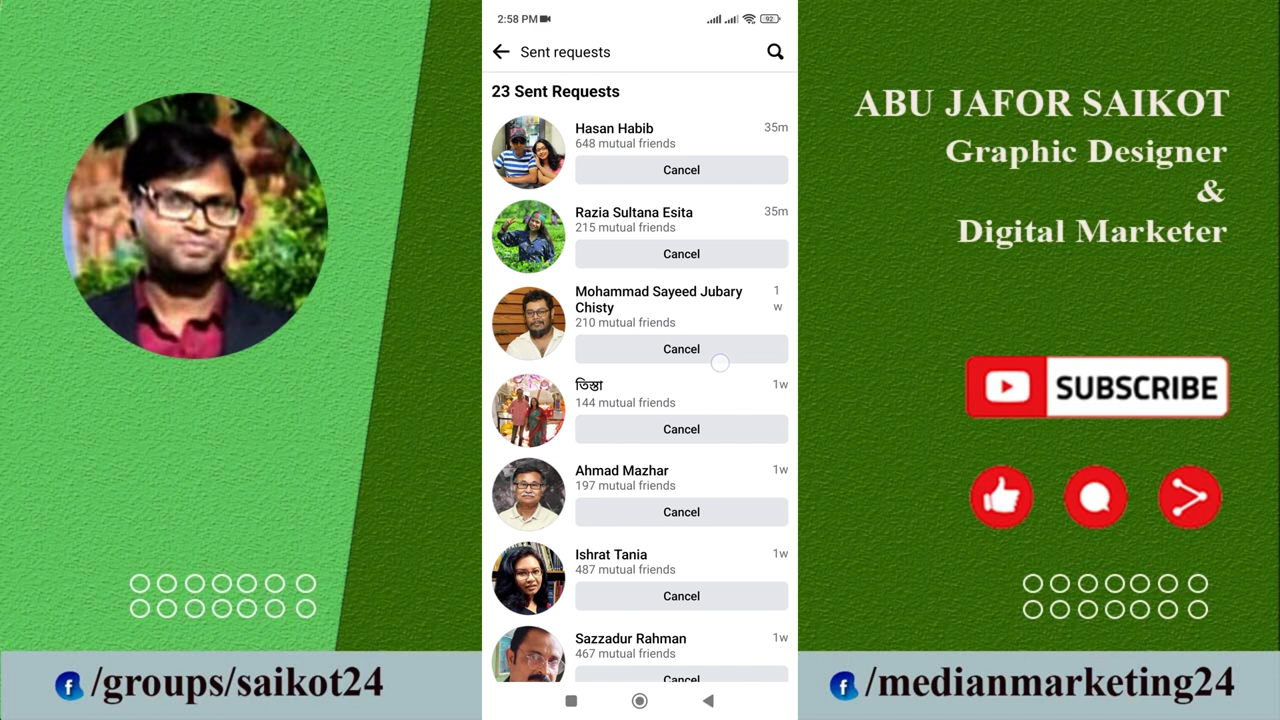 2:58 PM
92
Sent requests
23 Sent Requests
Hasan Habib
35m
648 mutual friends
Cancel
Razia Sultana Esita
35m
215 mutual friends
Cancel
Mohammad Sayeed Jubary
Chisty
1
w
210 mutual friends
Cancel
তিস্তা
1w
144 mutual friends
Cancel
Ahmad Mazhar
1w
197 mutual friends
Cancel
Ishrat Tania
1w
487 mutual friends
Cancel
Sazzadur Rahman
1w
467 mutual friends
Cancel
ABU JAFOR SAIKOT
Graphic Designer
&
Digital Marketer
SUBSCRIBE
f /groups/saikot24
f /medianmarketing24